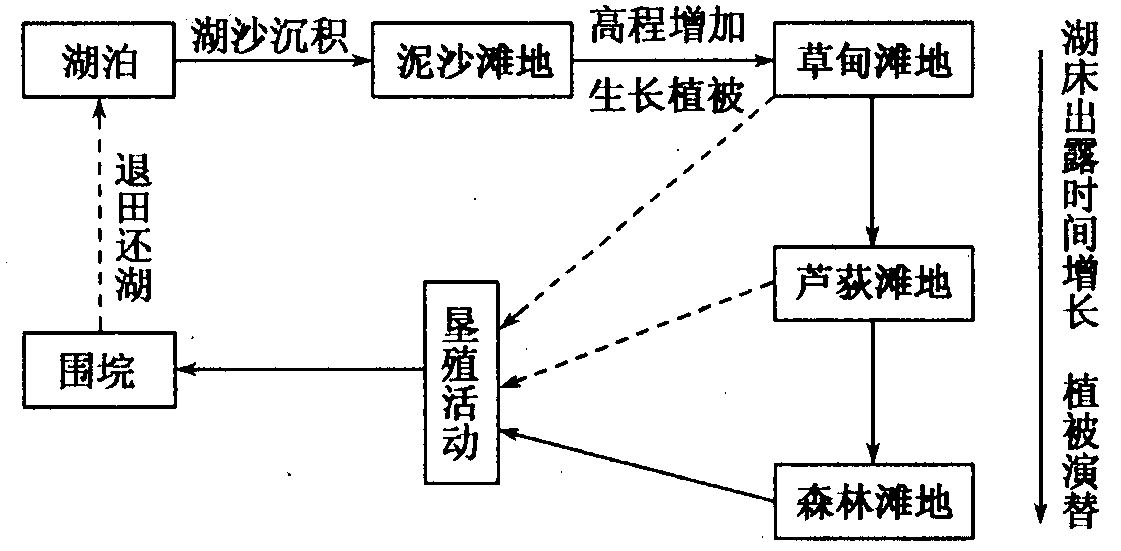 湖泊
湖沙沉积
泥沙滩地
高程增加
生长植被
草甸滩地
湖床出露时间增长 植被演替
退田还湖
芦荻滩地
垦殖活动
围垸
森林滩地